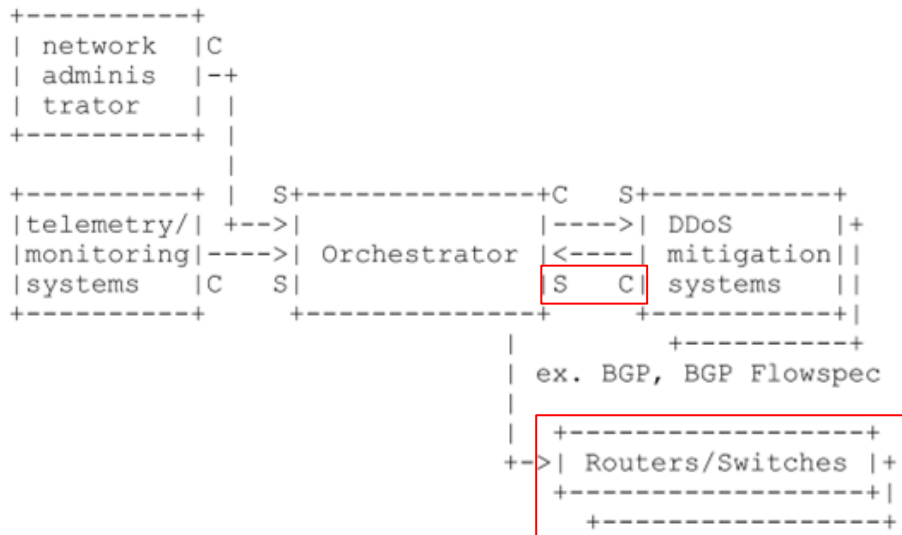 +----------+
| network  |C
| adminis  |-+
| trator   | |
+----------+ |
             |
+----------+ |  S+--------------+C   S+-----------+
|telemetry/| +-->|              |---->| DDoS      |+
|monitoring|---->| Orchestrator |<----| mitigation||
|systems   |C   S|              |S   C| systems   ||
+----------+     +--------------+     +-----------+|
                              |         +----------+
                              | ex. BGP, BGP Flowspec
                              |
                              |  +------------------+
                              +->| Routers/Switches |+
                                 +------------------+|
                                   +-----------------+